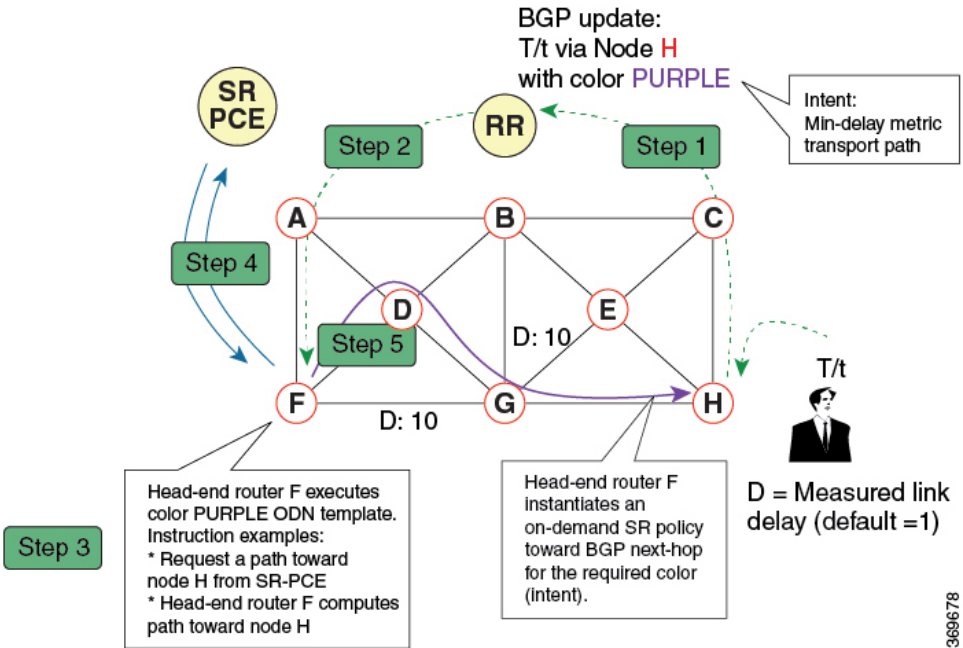 BGP update:
T/t via Node H
with color PURPLE
Intent:
Min-delay metric
transport path
SR
PCE
RR
Step 2
Step 1
A
B
C
Step 4
D
E
D: 10
Step 5
T/t
F
G
H
D: 10
Head-end router F executes
color PURPLE ODN template.
Instruction examples:
* Request a path toward
node H from SR-PCE
* Head-end router F computes
path toward node H
Head-end router F
instantiates an
on-demand SR policy
toward BGP next-hop
for the required color
(intent).
D = Measured link
delay (default =1)
Step 3
369678